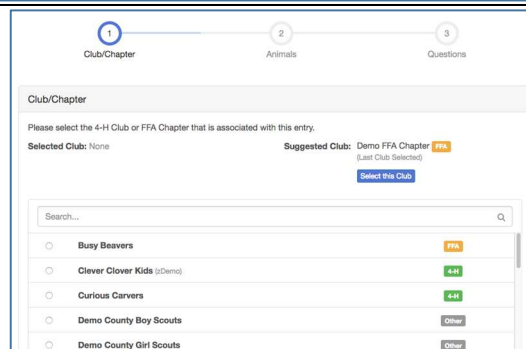 1 2 3
Club/Chapter Animals Questions
Club/Chapter
Please select the 4-H Club or FFA Chapter that is associated with this entry.
Selected Club: None Suggested Club: Demo FFA Chapter FFA
(Last Club Selected)
Select this Club
Search...
Busy Beavers FFA
Clever Clover Kids (zDemo) 4-H
Curious Carvers 4-H
Demo County Boy Scouts Other
Demo County Girl Scouts Other